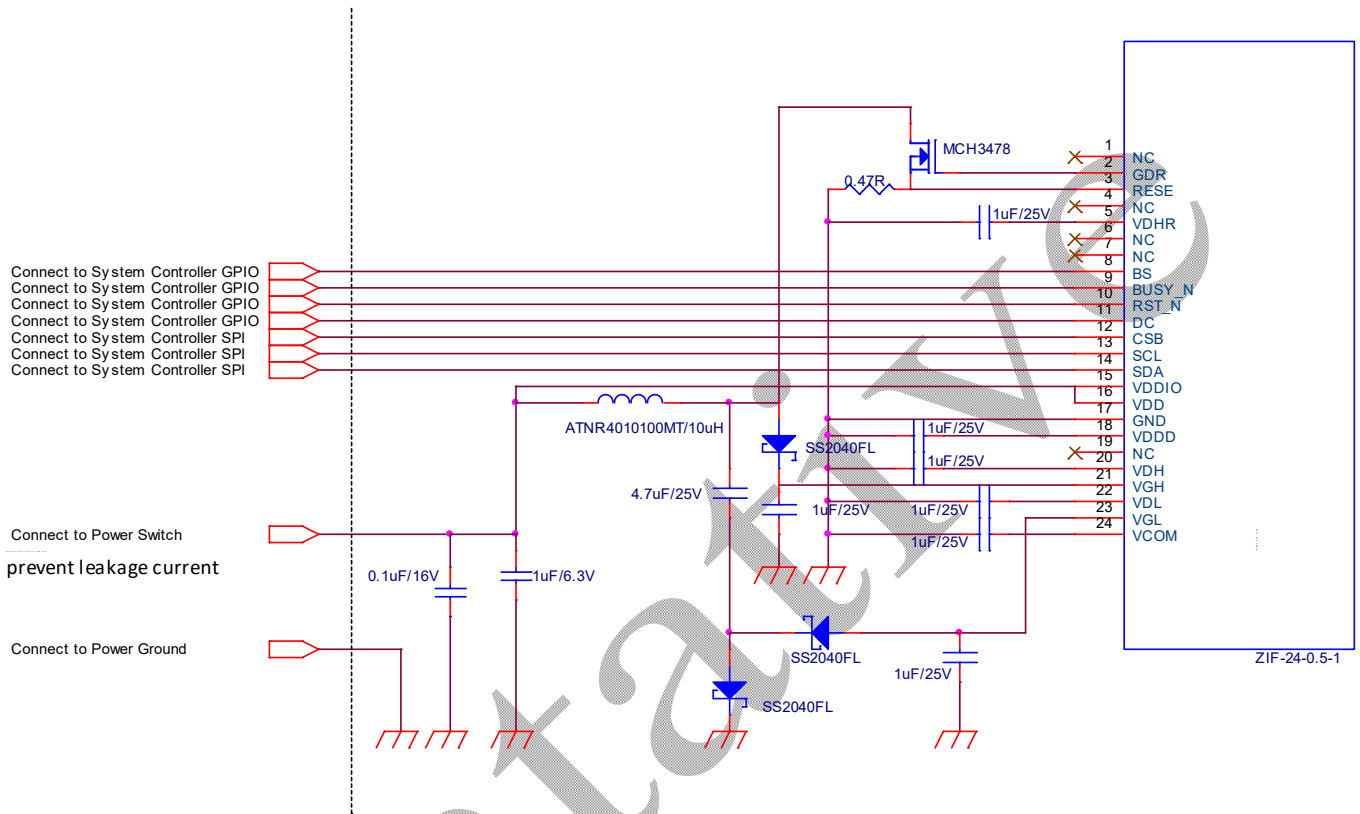 MCH3478
0.47R
1uF/25V
1
2
3
4
5
6
7
8
9
10
11
12
13
14
15
16
17
18
19
20
21
22
23
24
NC
GDR
RESE
NC
VDHR
NC
NC
BS
BUSY_N
RST_N
DC
CSB
SCL
SDA
VDDIO
VDD
GND
VDDD
NC
VDH
VGH
VDL
VGL
VCOM
Connect to System Controller GPIO
Connect to System Controller GPIO
Connect to System Controller GPIO
Connect to System Controller GPIO
Connect to System Controller SPI
Connect to System Controller SPI
Connect to System Controller SPI
ATNR4010100MT/10uH
SS2040FL
1uF/25V
1uF/25V
4.7uF/25V
1uF/25V
1uF/25V
1uF/25V
Connect to Power Switch
prevent leakage current
0.1uF/16V
1uF/6.3V
Connect to Power Ground
SS2040FL
1uF/25V
SS2040FL
ZIF-24-0.5-1
tative